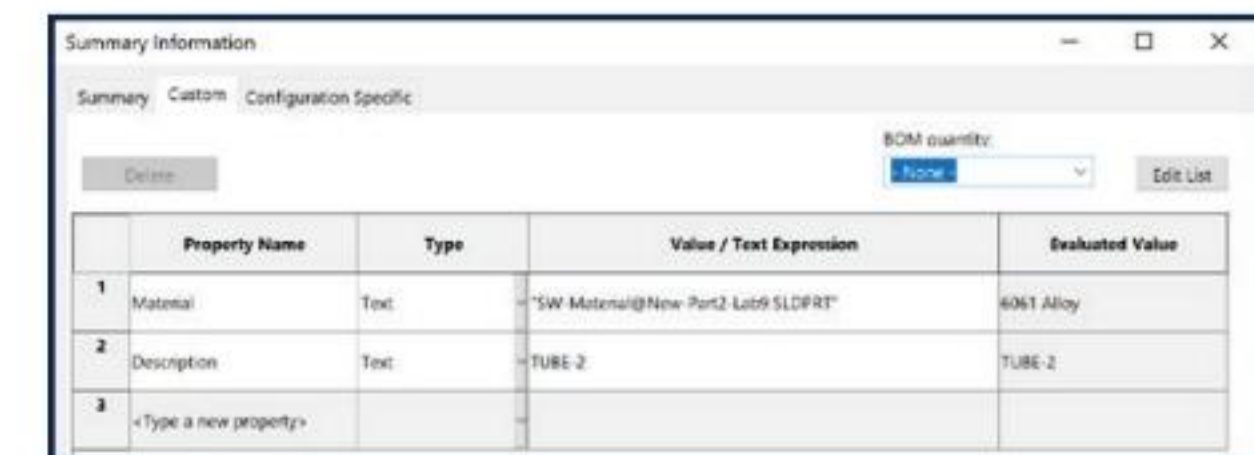 Summary Information
Summary Custom Configuration Specific
BOM quantity:
Delete - None - Edit List
Property Name Type Value / Text Expression Evaluated Value
1 Material Text "SW-Material@New-Part2-Lab9.SLDPRT" 6061 Alloy
2 Description Text TUBE-2 TUBE-2
3 <Type a new property>